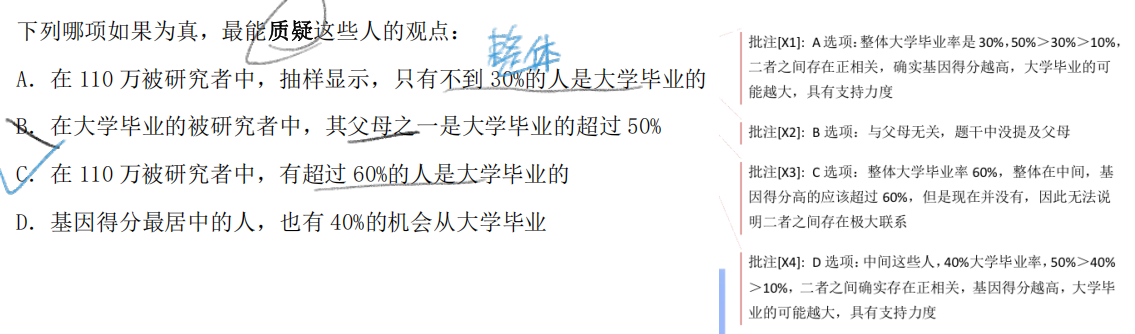 下列哪项如果为真，最能质疑这些人的观点：
整体
A．在 110 万被研究者中，抽样显示，只有不到 30%的人是大学毕业的
B．在大学毕业的被研究者中，其父母之一是大学毕业的超过 50%
C．在 110 万被研究者中，有超过 60%的人是大学毕业的
D．基因得分最居中的人，也有 40%的机会从大学毕业
批注[X1]: A 选项：整体大学毕业率是 30%，50%＞30%＞10%，
二者之间存在正相关，确实基因得分越高，大学毕业的可
能越大，具有支持力度
批注[X2]: B 选项：与父母无关，题干中没提及父母
批注[X3]: C 选项：整体大学毕业率 60%，整体在中间，基
因得分高的应该超过 60%，但是现在并没有，因此无法说
明二者之间存在极大联系
批注[X4]: D 选项：中间这些人，40%大学毕业率，50%＞40%
＞10%，二者之间确实存在正相关，基因得分越高，大学毕
业的可能越大，具有支持力度